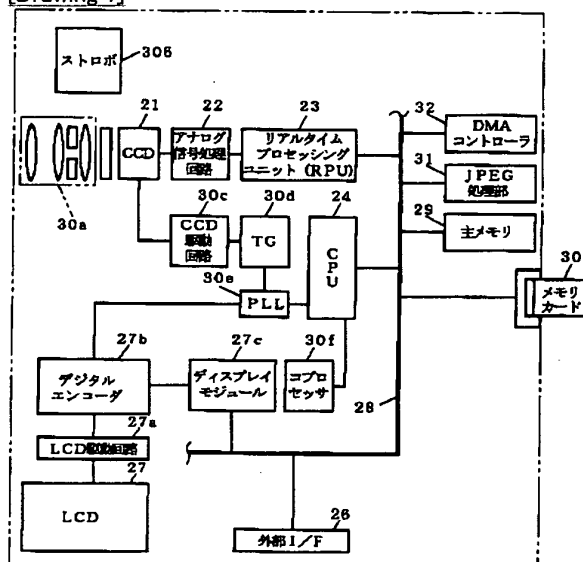 ストロボ
306
21
22
23
CCD
アナログ
信号処理
回路
リアルタイム
プロセッシング
ユニット(RPU)
32
DMA
コントローラ
31
JPEG
処理部
29
主メモリ
30a
30c
CCD
駆動
回路
30d
TG
24
CPU
30e
PLL
30
メモリ
カード
27b
デジタル
エンコーダ
27c
ディスプレイ
モジュール
30f
コプロ
セッサ
28
27a
LCD駆動回路
27
LCD
26
外部I/F